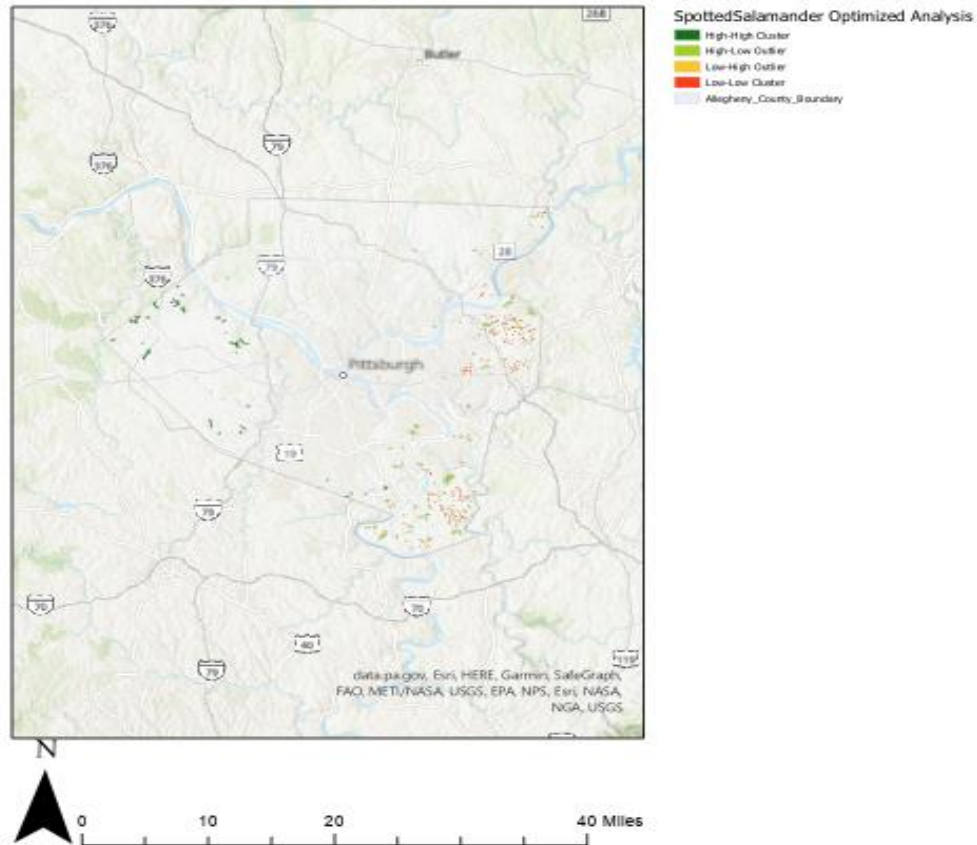 SpottedSalamander Optimized Analysis
High-High Cluster
High-Low Outlier
Low-High Outlier
Low-Low Cluster
Allegheny_County_Boundary
376
268
Butler
79
376
28
79
376
Pittsburgh
19
79
70
70
40
119
79
data.pa.gov, Esri, HERE, Garmin, SafeGraph,
FAO, METI/NASA, USGS, EPA, NPS, Esri, NASA,
NGA, USGS
N
0 10 20 40 Miles